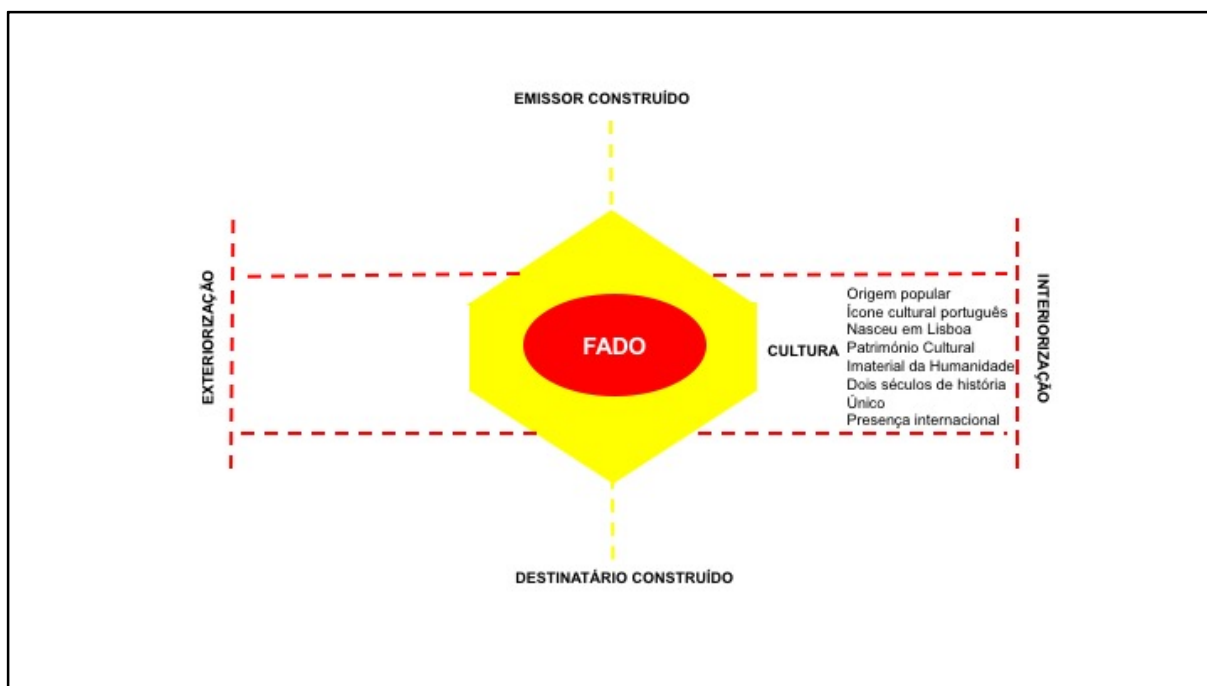 EMISSOR CONSTRUÍDO
EXTERIORIZAÇÃO
FADO
CULTURA
Origem popular
Ícone cultural português
Nasceu em Lisboa
Património Cultural
Imaterial da Humanidade
Dois séculos de história
Único
Presença internacional
INTERIORIZAÇÃO
DESTINATÁRIO CONSTRUÍDO